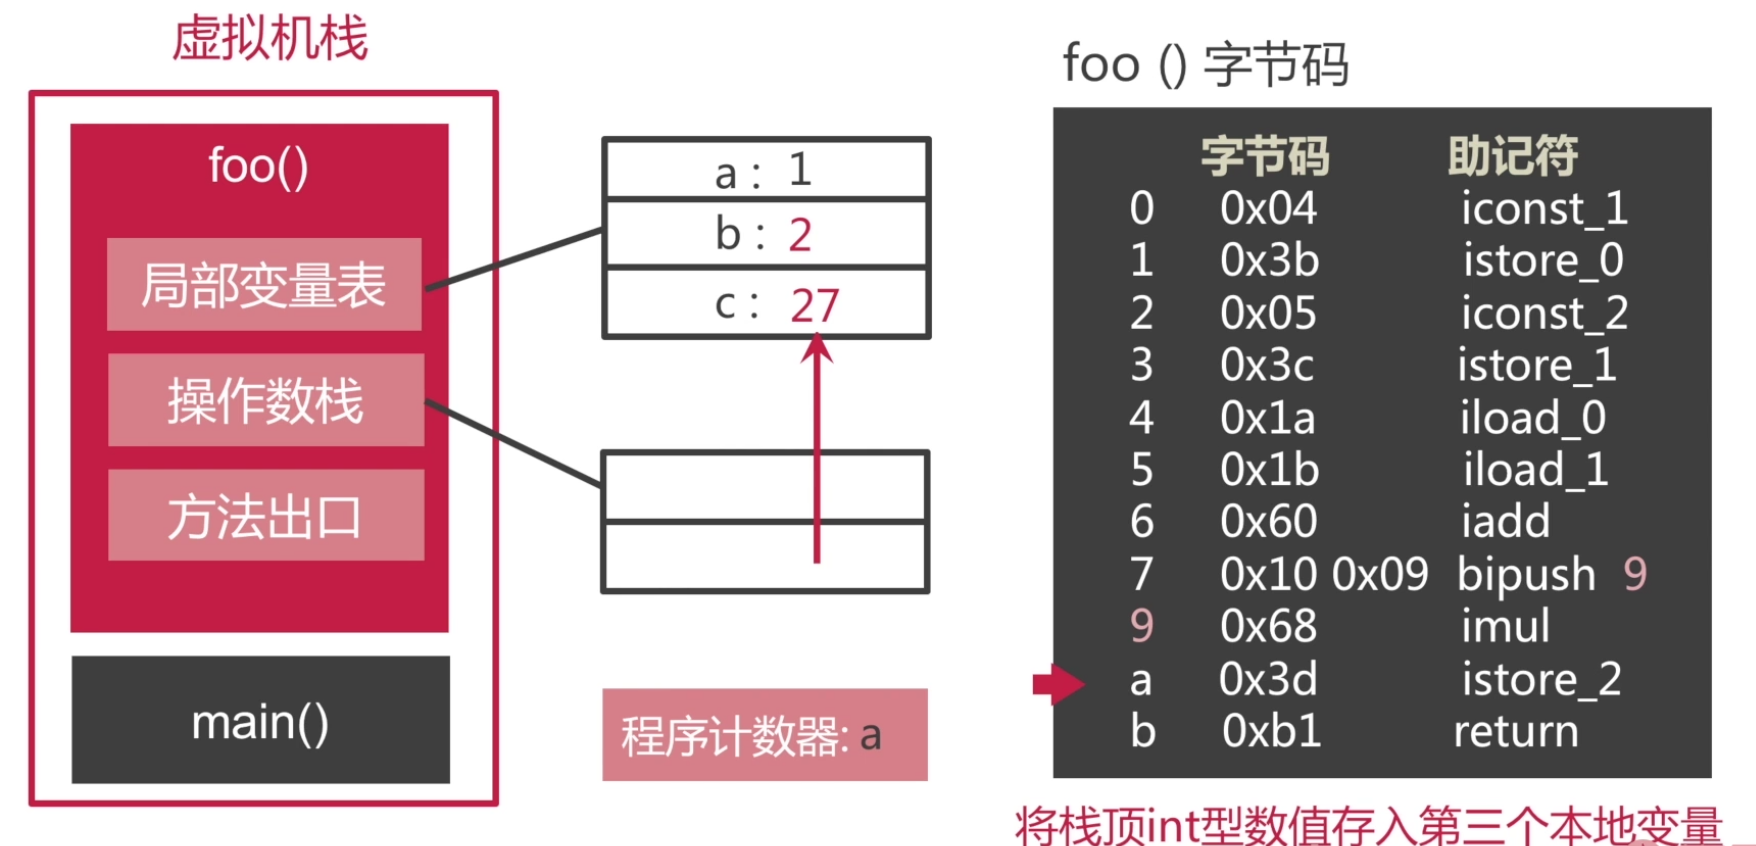 虚拟机栈
foo()
局部变量表
操作数栈
方法出口
main()
a : 1
b : 2
c : 27
程序计数器: a
foo () 字节码
字节码 助记符
0 0x04 iconst_1
1 0x3b istore_0
2 0x05 iconst_2
3 0x3c istore_1
4 0x1a iload_0
5 0x1b iload_1
6 0x60 iadd
7 0x10 0x09 bipush 9
9 0x68 imul
a 0x3d istore_2
b 0xb1 return
将栈顶int型数值存入第三个本地变量